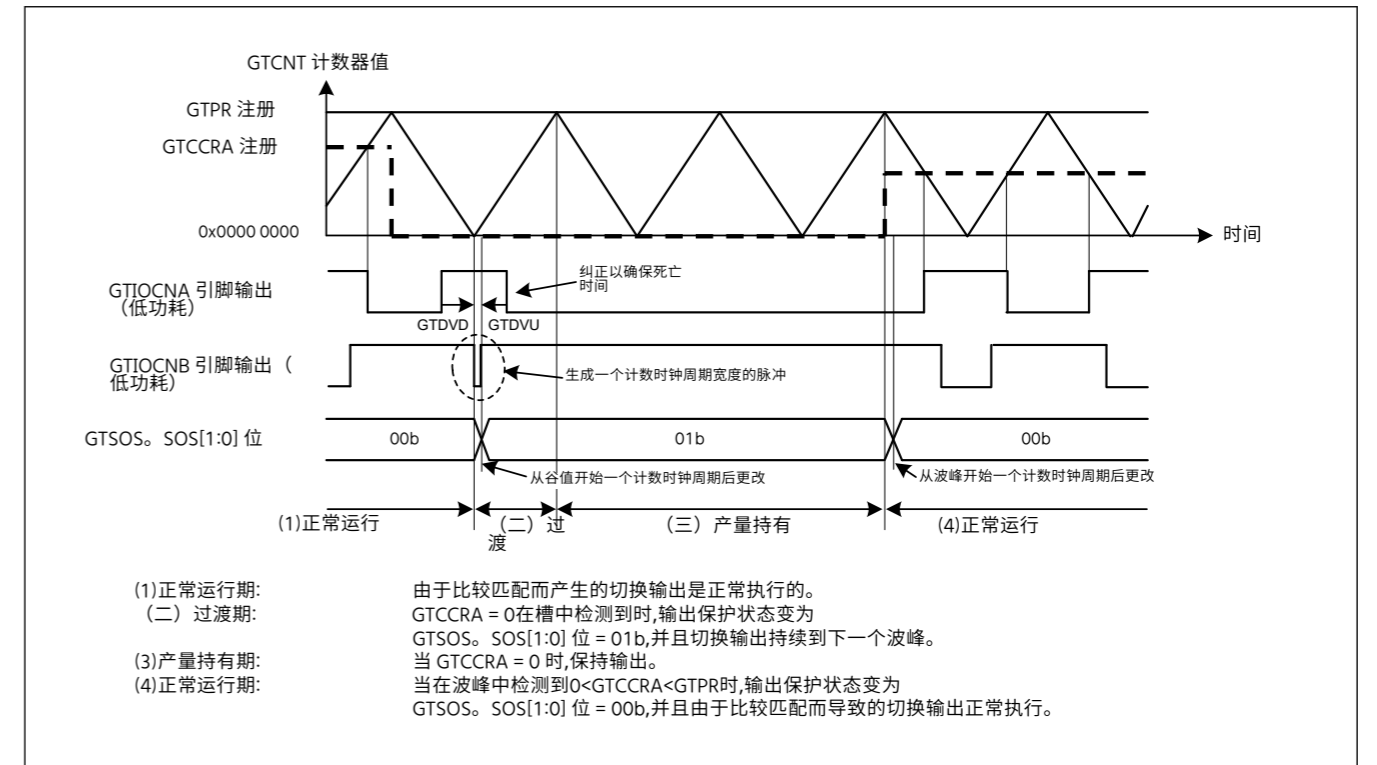 GTCNT 计数器值
GTPR 注册
GTCCRA 注册
0x0000 0000
时间
GTIOCNA 引脚输出
（低功耗）
纠正以确保死亡
时间
GTDVD
GTDVU
GTIOCNB 引脚输出（
低功耗）
生成一个计数时钟周期宽度的脉冲
GTSOS。SOS[1:0] 位
00b
01b
00b
从谷值开始一个计数时钟周期后更改
从波峰开始一个计数时钟周期后更改
(1)正常运行
（二）过
渡
（三）产量持有
(4)正常运行
(1)正常运行期:
由于比较匹配而产生的切换输出是正常执行的。
（二）过渡期:
GTCCRA = 0在槽中检测到时,输出保护状态变为
GTSOS。SOS[1:0] 位 = 01b,并且切换输出持续到下一个波峰。
(3)产量持有期:
当 GTCCRA = 0 时,保持输出。
(4)正常运行期:
当在波峰中检测到0<GTCCRA<GTPR时,输出保护状态变为
GTSOS。SOS[1:0] 位 = 00b,并且由于比较匹配而导致的切换输出正常执行。